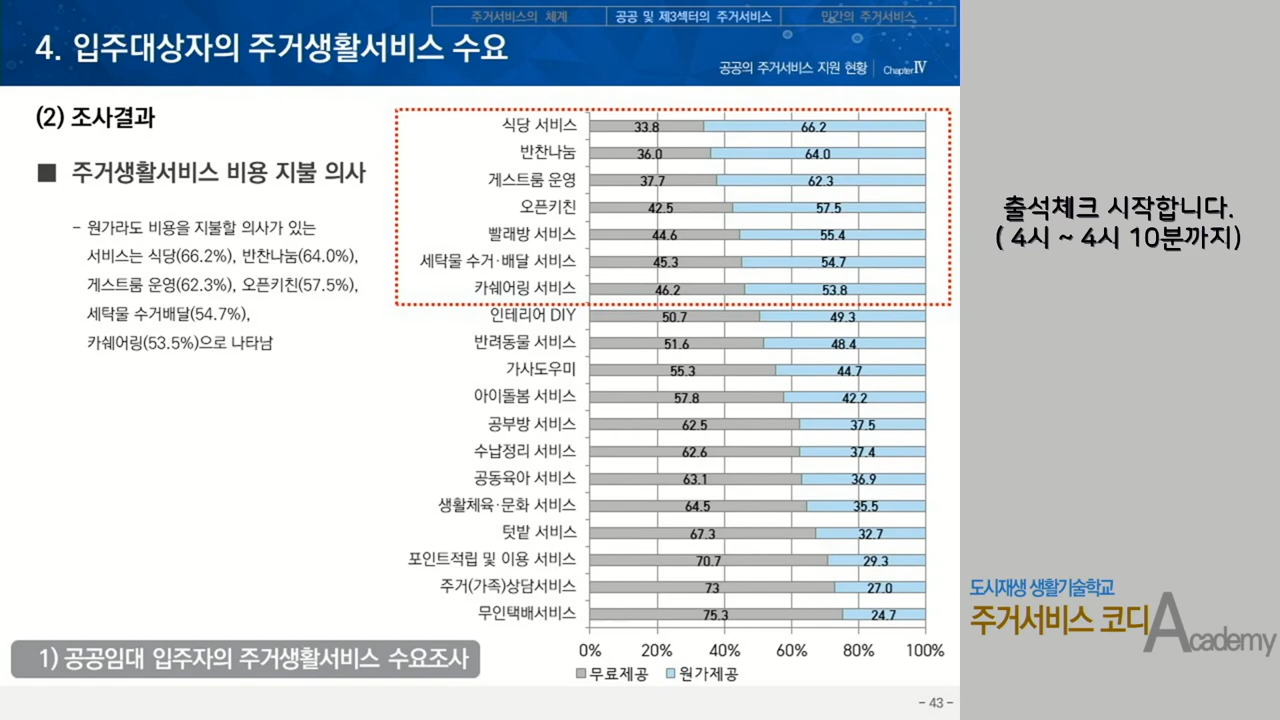 주거서비스의 체계
공공 및 제3섹터의 주거서비스
민간의 주거서비스
4. 입주대상자의 주거생활서비스 수요
공공의 주거서비스 지원 현황 | Chapter Ⅳ
(2) 조사결과
■ 주거생활서비스 비용 지불 의사
- 원가라도 비용을 지불할 의사가 있는
서비스는 식당(66.2%), 반찬나눔(64.0%),
게스트룸 운영(62.3%), 오픈키친(57.5%),
세탁물 수거배달(54.7%),
카쉐어링(53.5%)으로 나타남
식당 서비스 33.8 66.2
반찬나눔 36.0 64.0
게스트룸 운영 37.7 62.3
오픈키친 42.5 57.5
빨래방 서비스 44.6 55.4
세탁물 수거·배달 서비스 45.3 54.7
카쉐어링 서비스 46.2 53.8
인테리어 DIY 50.7 49.3
반려동물 서비스 51.6 48.4
가사도우미 55.3 44.7
아이돌봄 서비스 57.8 42.2
공부방 서비스 62.5 37.5
수납정리 서비스 62.6 37.4
공동육아 서비스 63.1 36.9
생활체육·문화 서비스 64.5 35.5
텃밭 서비스 67.3 32.7
포인트적립 및 이용 서비스 70.7 29.3
주거(가족)상담서비스 73 27.0
무인택배서비스 75.3 24.7
0% 20% 40% 60% 80% 100%
무료제공 원가제공
1) 공공임대 입주자의 주거생활서비스 수요조사
- 43 -
출석체크 시작합니다.
( 4시 ~ 4시 10분까지)
도시재생 생활기술학교
주거서비스 코디 Academy